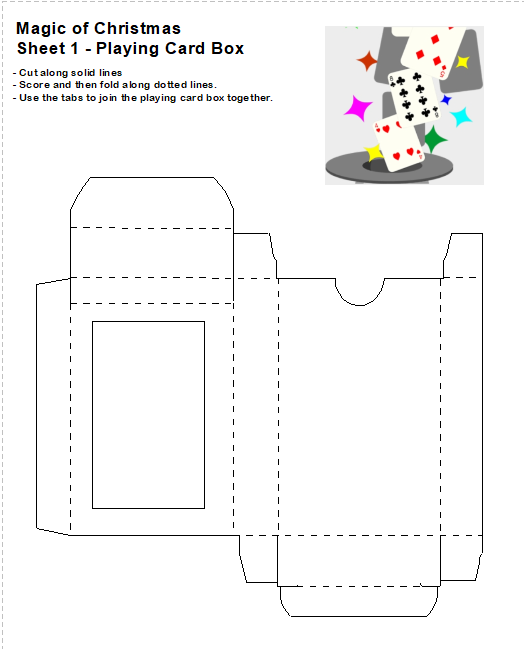 Magic of Christmas
Sheet 1 - Playing Card Box
- Cut along solid lines
- Score and then fold along dotted lines.
- Use the tabs to join the playing card box together.